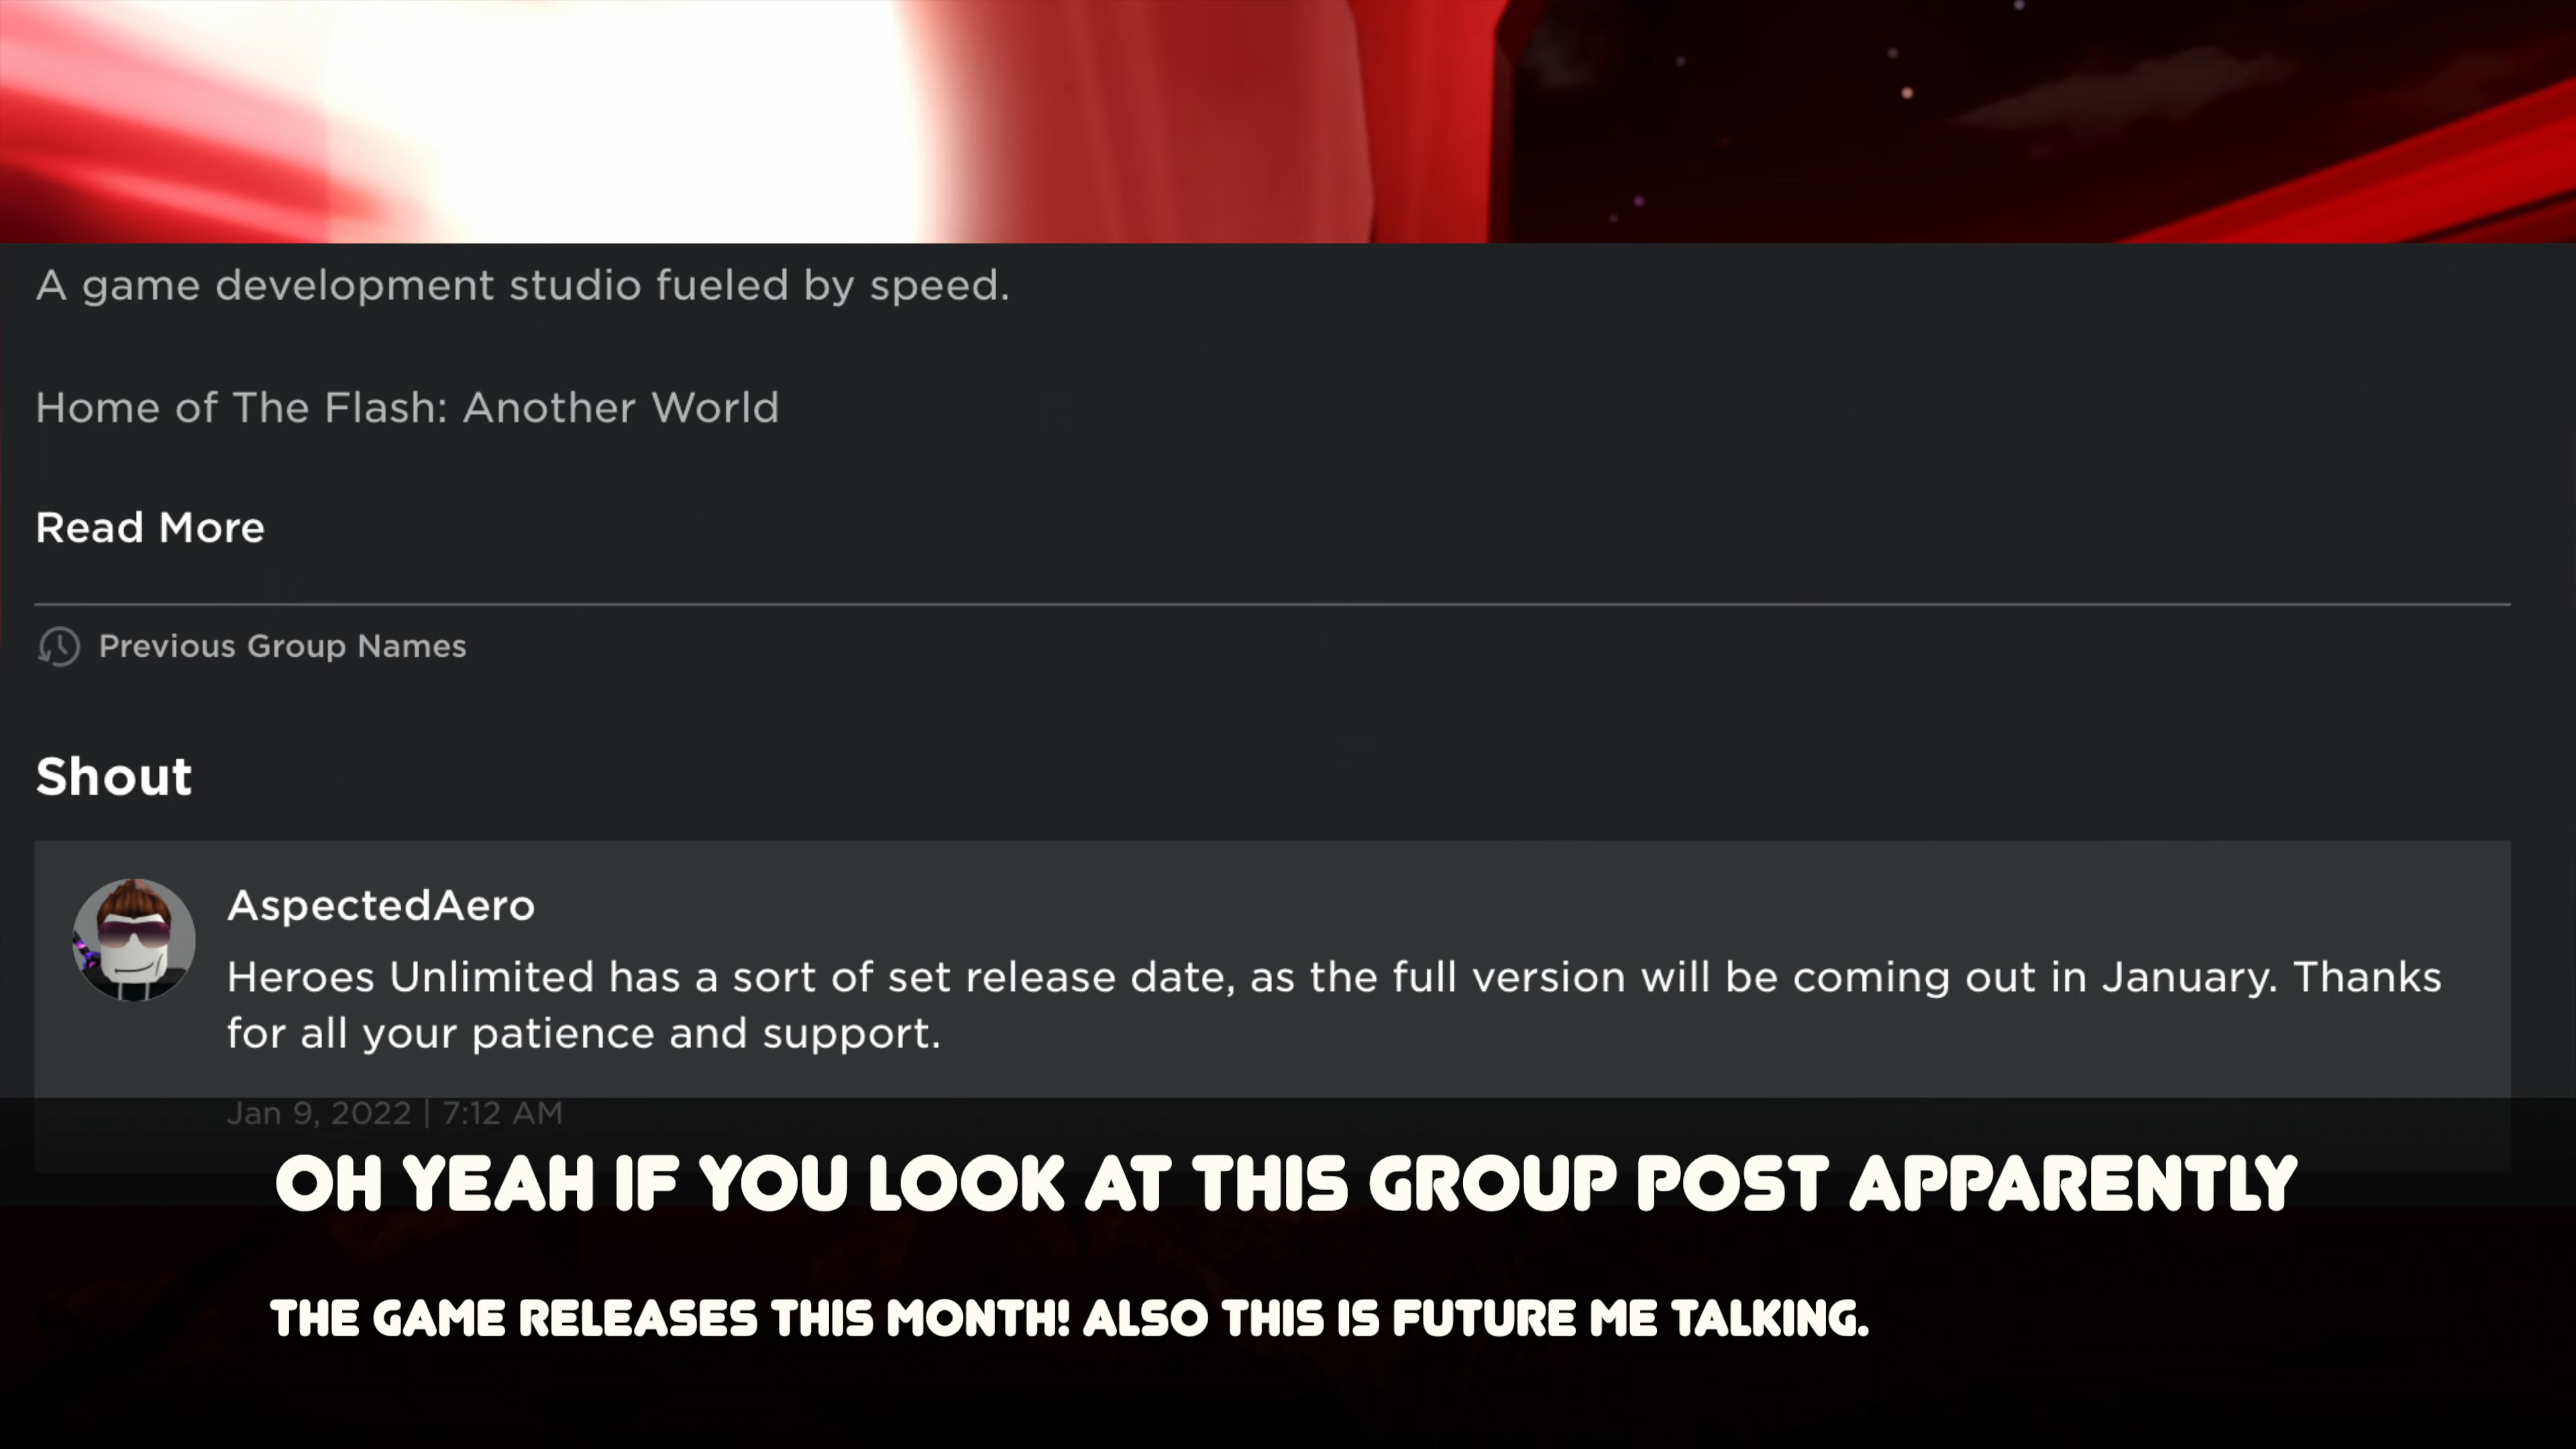 A game development studio fueled by speed.
Home of The Flash: Another World
Read More
Previous Group Names
Shout
AspectedAero
Heroes Unlimited has a sort of set release date, as the full version will be coming out in January. Thanks
for all your patience and support.
Jan 9, 2022 | 7:12 AM
OH YEAH IF YOU LOOK AT THIS GROUP POST APPARENTLY
THE GAME RELEASES THIS MONTH! ALSO THIS IS FUTURE ME TALKING.